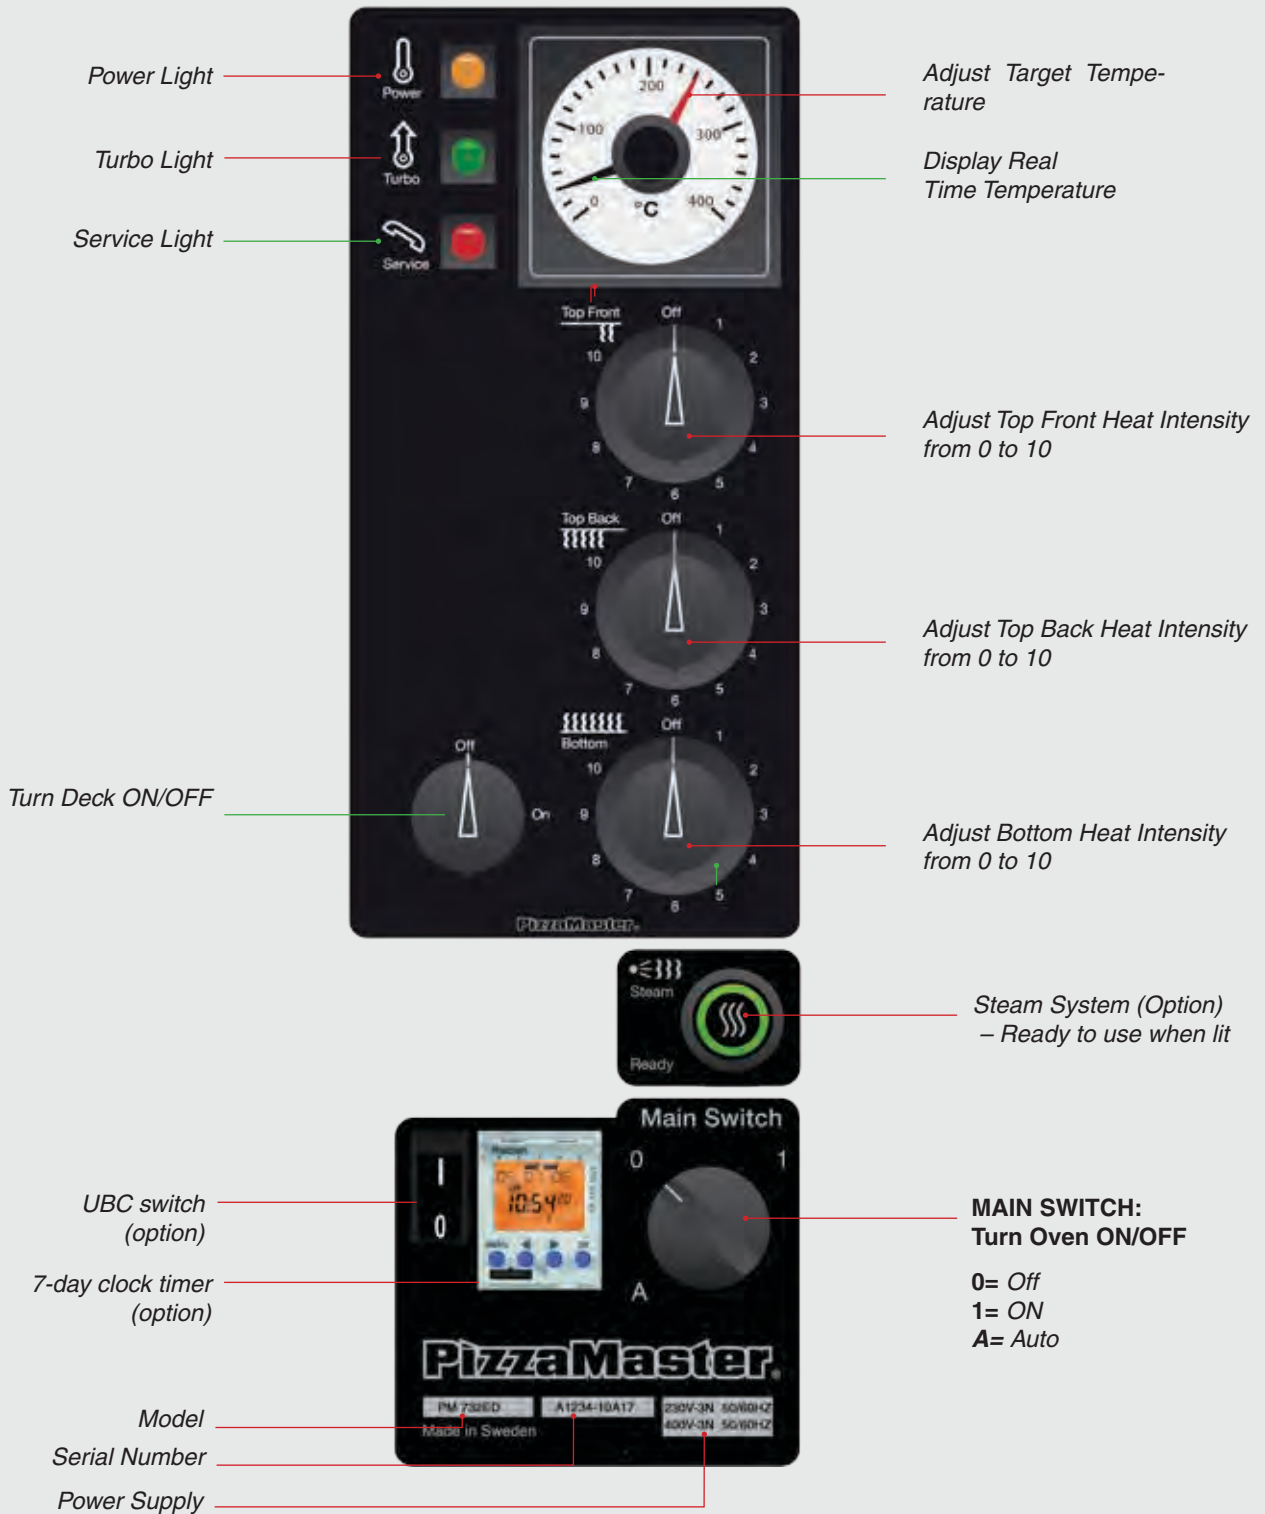 Power Light
Turbo Light
Service Light
Turn Deck ON/OFF
Power
Turbo
Service
0
100
200
300
400
°C
Adjust Target Tempe-
rature
Display Real
Time Temperature
Top Front
Off
1
2
3
4
5
6
7
8
9
10
Adjust Top Front Heat Intensity
from 0 to 10
Top Back
Off
1
2
3
4
5
6
7
8
9
10
Adjust Top Back Heat Intensity
from 0 to 10
Off
On
Bottom
Off
1
2
3
4
5
6
7
8
9
10
Adjust Bottom Heat Intensity
from 0 to 10
PizzaMaster®
Steam
Ready
Steam System (Option)
– Ready to use when lit
Main Switch
0
1
A
I
0
10:54
UBC switch
(option)
7-day clock timer
(option)
MAIN SWITCH:
Turn Oven ON/OFF
0= Off
1= ON
A= Auto
PizzaMaster®
PM 732ED
A1234-10A17
230V-3N 50/60HZ
400V-3N 50/60HZ
Made in Sweden
Model
Serial Number
Power Supply